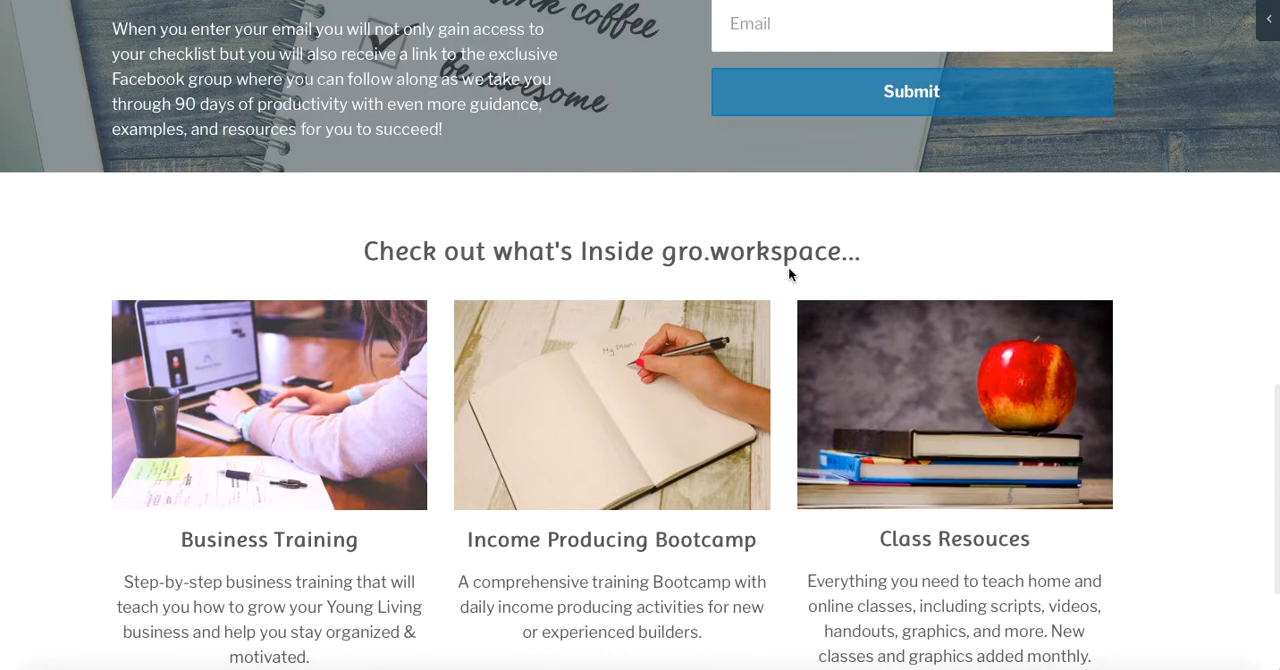 ink coffee
be awesome
When you enter your email you will not only gain access to
your checklist but you will also receive a link to the exclusive
Facebook group where you can follow along as we take you
through 90 days of productivity with even more guidance,
examples, and resources for you to succeed!
Email
Submit
Check out what's Inside gro.workspace...
Business Training
Step-by-step business training that will
teach you how to grow your Young Living
business and help you stay organized &
motivated.
My Plan:
Income Producing Bootcamp
A comprehensive training Bootcamp with
daily income producing activities for new
or experienced builders.
Class Resouces
Everything you need to teach home and
online classes, including scripts, videos,
handouts, graphics, and more. New
classes and graphics added monthly.